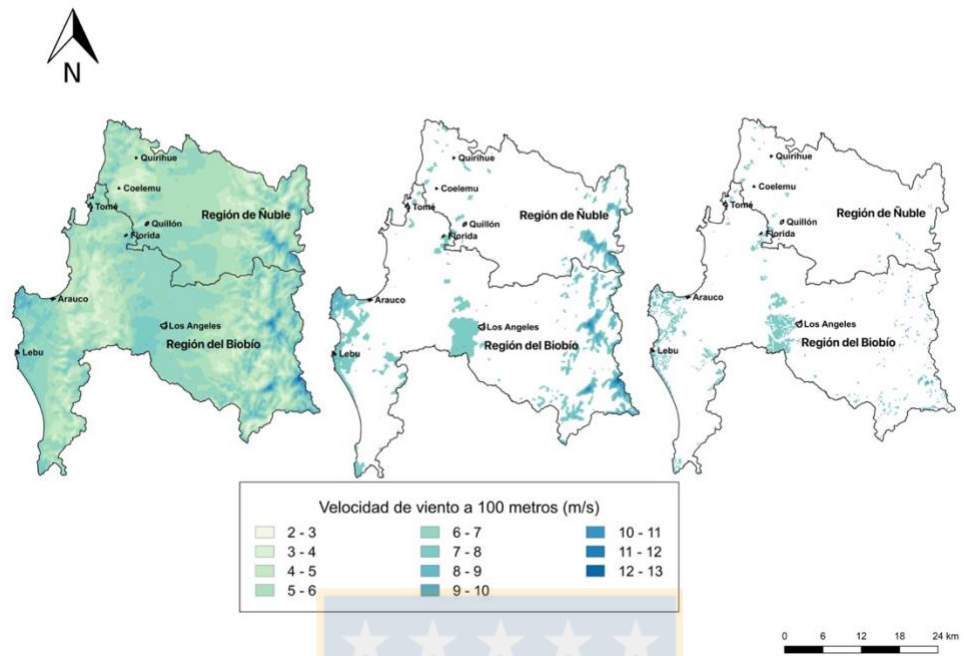 N
Quirihue
Coelemu
Tomé
Región de Ñuble
Quillón
Florida
Arauco
Los Angeles
Región del Biobío
Lebu
Quirihue
Coelemu
Tomé
Región de Ñuble
Quillón
Florida
Arauco
Los Angeles
Región del Biobío
Lebu
Quirihue
Coelemu
Tomé
Región de Ñuble
Quillón
Florida
Arauco
Los Angeles
Región del Biobío
Lebu
Velocidad de viento a 100 metros (m/s)
2 - 3
3 - 4
4 - 5
5 - 6
6 - 7
7 - 8
8 - 9
9 - 10
10 - 11
11 - 12
12 - 13
0 6 12 18 24 km